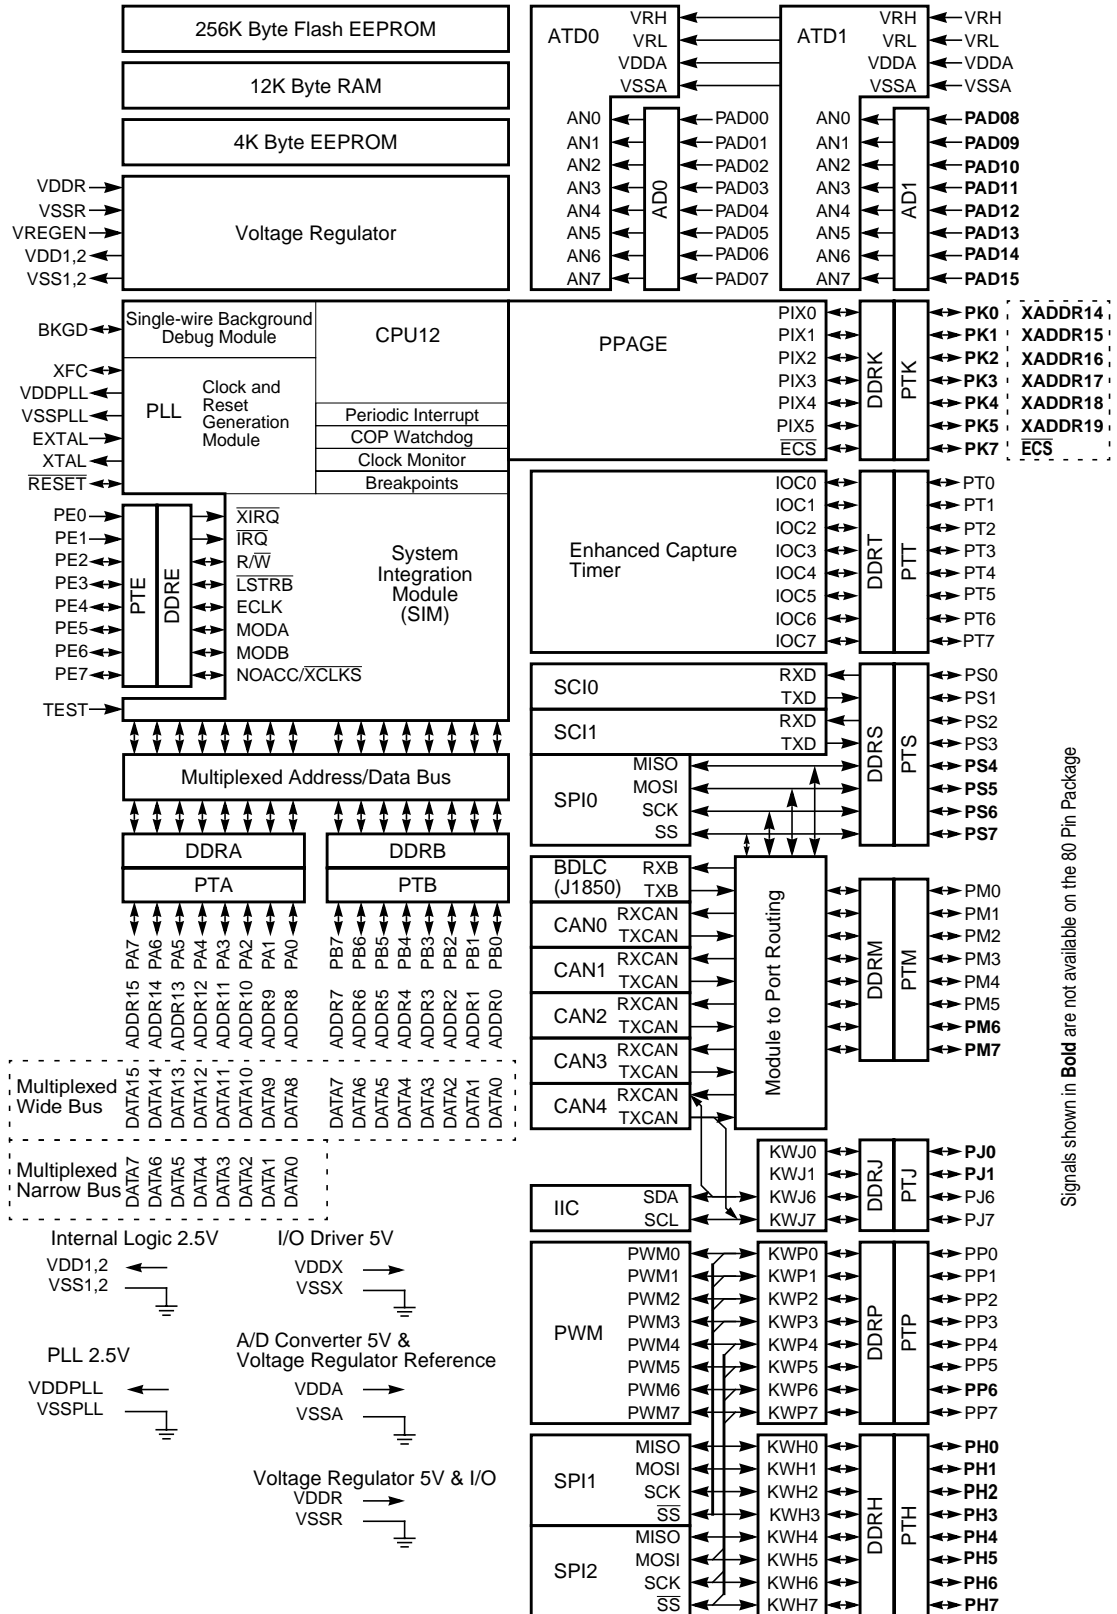 256K Byte Flash EEPROM
12K Byte RAM
4K Byte EEPROM
VDDR
VSSR
VREGEN
VDD1,2
VSS1,2
Voltage Regulator
ATD0
VRH
VRL
VDDA
VSSA
ATD1
VRH
VRL
VDDA
VSSA
VRH
VRL
VDDA
VSSA
AN0
AN1
AN2
AN3
AN4
AN5
AN6
AN7
AD0
PAD00
PAD01
PAD02
PAD03
PAD04
PAD05
PAD06
PAD07
AN0
AN1
AN2
AN3
AN4
AN5
AN6
AN7
AD1
PAD08
PAD09
PAD10
PAD11
PAD12
PAD13
PAD14
PAD15
BKGD
XFC
VDDPLL
VSSPLL
EXTAL
XTAL
RESET
Single-wire Background
Debug Module
CPU12
PLL
Clock and
Reset
Generation
Module
Periodic Interrupt
COP Watchdog
Clock Monitor
Breakpoints
PPAGE
PIX0
PIX1
PIX2
PIX3
PIX4
PIX5
ECS
DDRK
PTK
PK0 XADDR14
PK1 XADDR15
PK2 XADDR16
PK3 XADDR17
PK4 XADDR18
PK5 XADDR19
PK7 ECS
PE0
PE1
PE2
PE3
PE4
PE5
PE6
PE7
TEST
PTE
DDRE
XIRQ
IRQ
R/W
LSTRB
ECLK
MODA
MODB
NOACC/XCLKS
System
Integration
Module
(SIM)
Enhanced Capture
Timer
IOC0
IOC1
IOC2
IOC3
IOC4
IOC5
IOC6
IOC7
DDRT
PTT
PT0
PT1
PT2
PT3
PT4
PT5
PT6
PT7
SCI0
RXD
TXD
SCI1
RXD
TXD
SPI0
MISO
MOSI
SCK
SS
DDRS
PTS
PS0
PS1
PS2
PS3
PS4
PS5
PS6
PS7
Multiplexed Address/Data Bus
DDRA
PTA
DDRB
PTB
PA7
PA6
PA5
PA4
PA3
PA2
PA1
PA0
PB7
PB6
PB5
PB4
PB3
PB2
PB1
PB0
ADDR15
ADDR14
ADDR13
ADDR12
ADDR11
ADDR10
ADDR9
ADDR8
ADDR7
ADDR6
ADDR5
ADDR4
ADDR3
ADDR2
ADDR1
ADDR0
Multiplexed
Wide Bus
DATA15
DATA14
DATA13
DATA12
DATA11
DATA10
DATA9
DATA8
DATA7
DATA6
DATA5
DATA4
DATA3
DATA2
DATA1
DATA0
Multiplexed
Narrow Bus
DATA7
DATA6
DATA5
DATA4
DATA3
DATA2
DATA1
DATA0
BDLC
(J1850)
RXB
TXB
CAN0
RXCAN
TXCAN
CAN1
RXCAN
TXCAN
CAN2
RXCAN
TXCAN
CAN3
RXCAN
TXCAN
CAN4
RXCAN
TXCAN
Module to Port Routing
DDRM
PTM
PM0
PM1
PM2
PM3
PM4
PM5
PM6
PM7
IIC
SDA
SCL
KWJ0
KWJ1
KWJ6
KWJ7
DDRJ
PTJ
PJ0
PJ1
PJ6
PJ7
PWM
PWM0
PWM1
PWM2
PWM3
PWM4
PWM5
PWM6
PWM7
KWP0
KWP1
KWP2
KWP3
KWP4
KWP5
KWP6
KWP7
DDRP
PTP
PP0
PP1
PP2
PP3
PP4
PP5
PP6
PP7
SPI1
MISO
MOSI
SCK
SS
SPI2
MISO
MOSI
SCK
SS
KWH0
KWH1
KWH2
KWH3
KWH4
KWH5
KWH6
KWH7
DDRH
PTH
PH0
PH1
PH2
PH3
PH4
PH5
PH6
PH7
Internal Logic 2.5V
VDD1,2
VSS1,2
I/O Driver 5V
VDDX
VSSX
PLL 2.5V
VDDPLL
VSSPLL
A/D Converter 5V &
Voltage Regulator Reference
VDDA
VSSA
Voltage Regulator 5V & I/O
VDDR
VSSR
Signals shown in Bold are not available on the 80 Pin Package